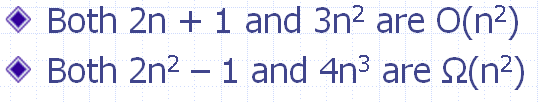 Both 2n + 1 and 3n² are O(n²)
Both 2n² – 1 and 4n³ are Ω(n²)